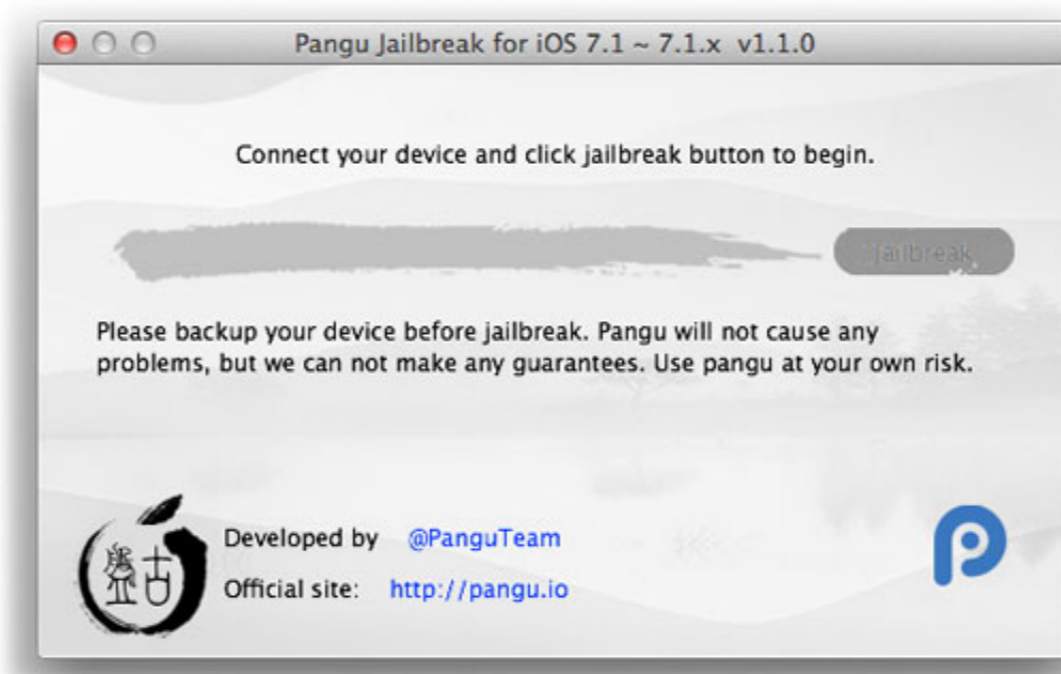 Pangu Jailbreak for iOS 7.1 ~ 7.1.x v1.1.0
Connect your device and click jailbreak button to begin.
Jailbreak
Please backup your device before jailbreak. Pangu will not cause any
problems, but we can not make any guarantees. Use pangu at your own risk.
Developed by @PanguTeam
Official site: http://pangu.io